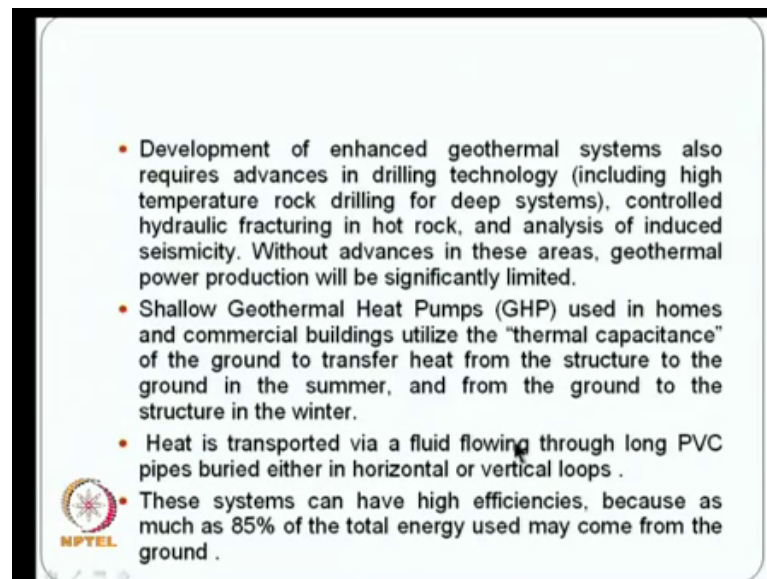 • Development of enhanced geothermal systems also
requires advances in drilling technology (including high
temperature rock drilling for deep systems), controlled
hydraulic fracturing in hot rock, and analysis of induced
seismicity. Without advances in these areas, geothermal
power production will be significantly limited.
• Shallow Geothermal Heat Pumps (GHP) used in homes
and commercial buildings utilize the "thermal capacitance"
of the ground to transfer heat from the structure to the
ground in the summer, and from the ground to the
structure in the winter.
• Heat is transported via a fluid flowing through long PVC
pipes buried either in horizontal or vertical loops .
• These systems can have high efficiencies, because as
much as 85% of the total energy used may come from the
ground .
NPTEL